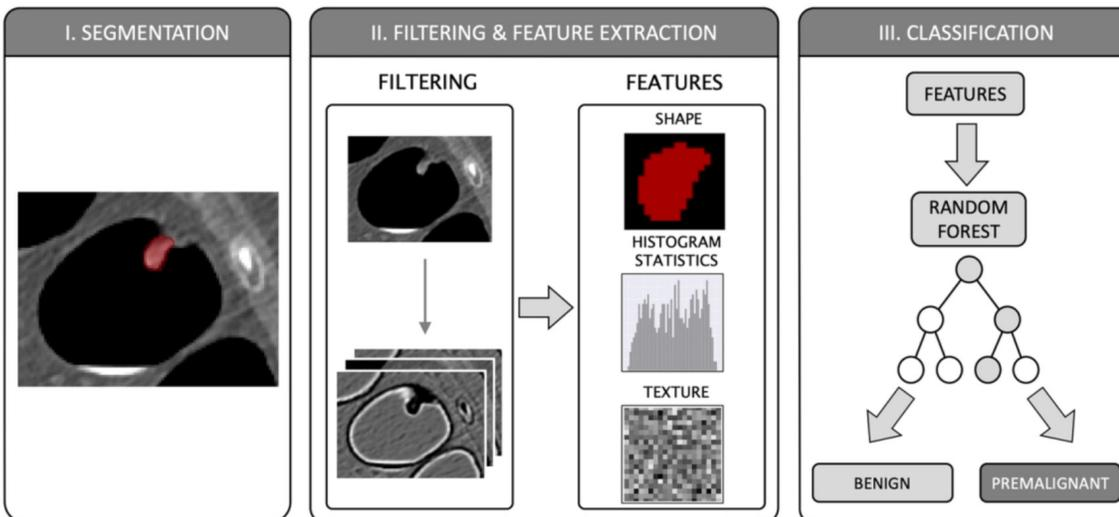 I. SEGMENTATION
II. FILTERING & FEATURE EXTRACTION
FILTERING
FEATURES
SHAPE
HISTOGRAM
STATISTICS
TEXTURE
III. CLASSIFICATION
FEATURES
RANDOM
FOREST
BENIGN
PREMALIGNANT